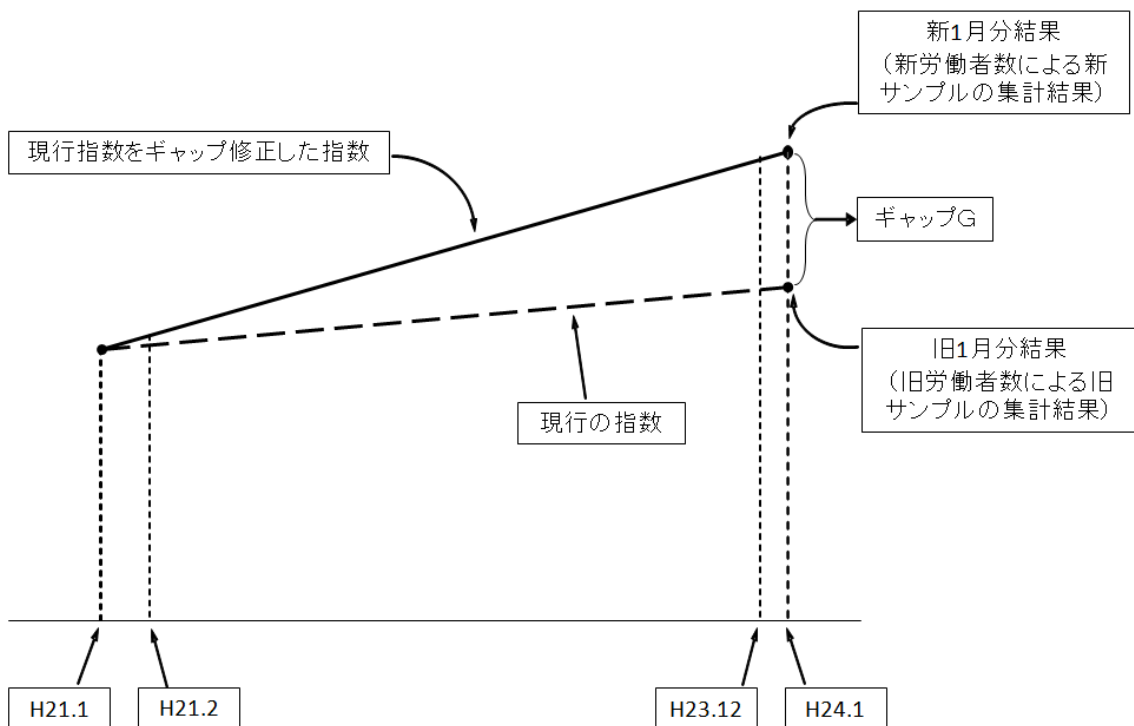 新1月分結果
（新労働者数による新
サンプルの集計結果）
現行指数をギャップ修正した指数
ギャップG
旧1月分結果
（旧労働者数による旧
サンプルの集計結果）
現行の指数
H21.1
H21.2
H23.12
H24.1